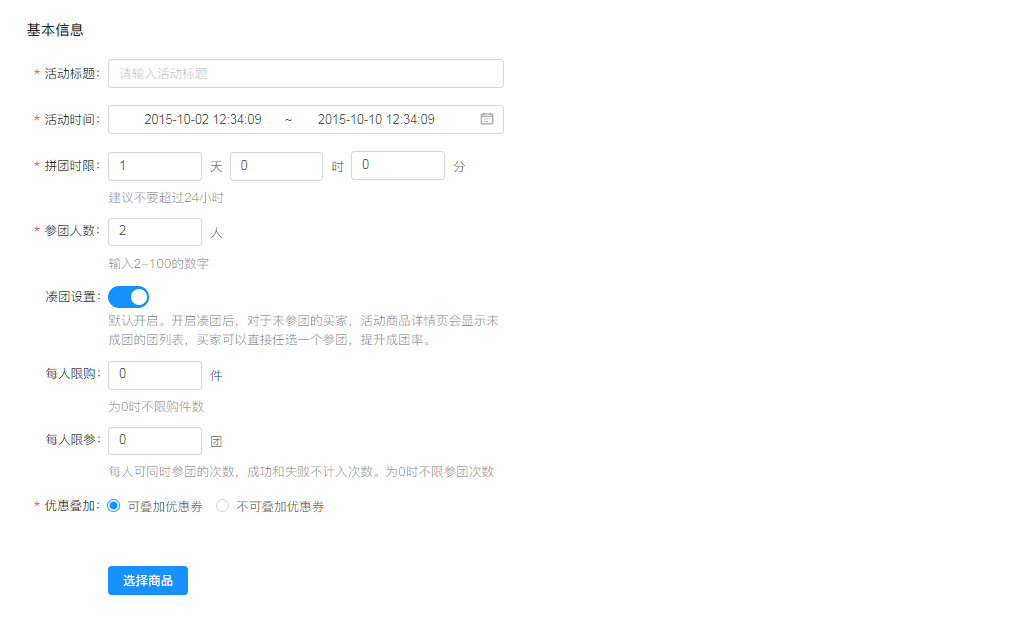 基本信息
* 活动标题: 请输入活动标题
* 活动时间: 2015-10-02 12:34:09 ~ 2015-10-10 12:34:09
* 拼团时限: 1 天 0 时 0 分
建议不要超过24小时
* 参团人数: 2 人
输入2-100的数字
凑团设置:
默认开启。开启凑团后，对于未参团的买家，活动商品详情页会显示未
成团的团列表，买家可以直接任选一个参团，提升成团率。
每人限购: 0 件
为0时不限购件数
每人限参: 0 团
每人可同时参团的次数，成功和失败不计入次数。为0时不限参团次数
* 优惠叠加: 可叠加优惠券 不可叠加优惠券
选择商品